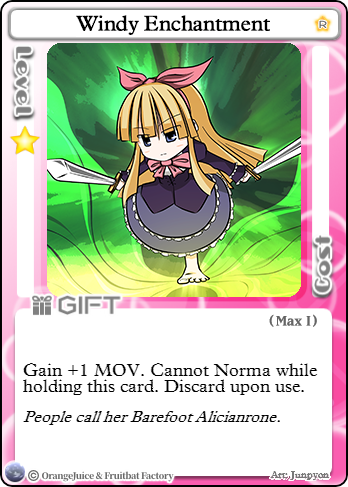 Windy Enchantment
R
Level
Cost
GIFT
(Max 1)
Gain +1 MOV. Cannot Norma while
holding this card. Discard upon use.
People call her Barefoot Alicianrone.
© OrangeJuice & Fruitbat Factory
Art: Junpyon